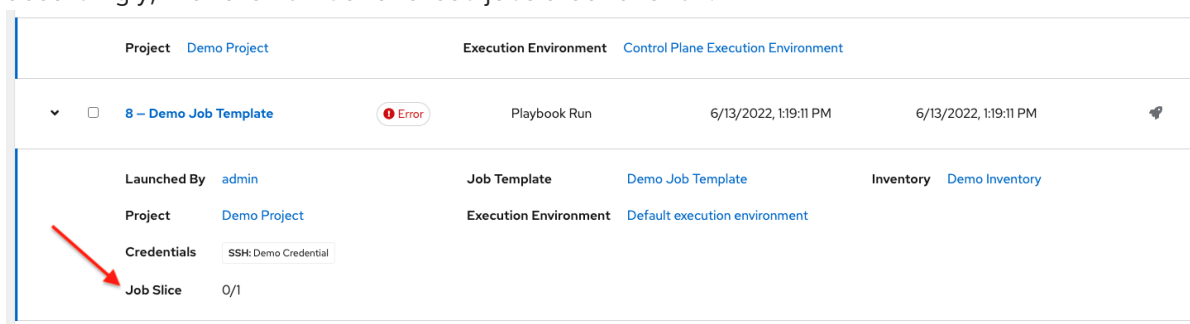 Project Demo Project Execution Environment Control Plane Execution Environment
8 – Demo Job Template Error Playbook Run 6/13/2022, 1:19:11 PM 6/13/2022, 1:19:11 PM
Launched By admin Job Template Demo Job Template Inventory Demo Inventory
Project Demo Project Execution Environment Default execution environment
Credentials SSH: Demo Credential
Job Slice 0/1